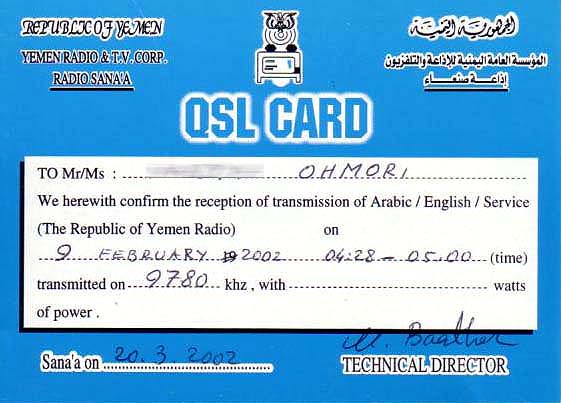 REPUBLIC OF YEMEN
YEMEN RADIO & T.V. CORP.
RADIO SANA'A
الجمهورية اليمنية
المؤسسة العامة اليمنية للإذاعة والتلفزيون
إذاعة صنعاء
QSL CARD
TO Mr/Ms : OHMORI
We herewith confirm the reception of transmission of Arabic / English / Service
(The Republic of Yemen Radio) on
9 FEBRUARY 2002 04:28 - 05.00 (time)
transmitted on 9780 khz , with watts
of power .
Sana'a on 20.3.2002
TECHNICAL DIRECTOR